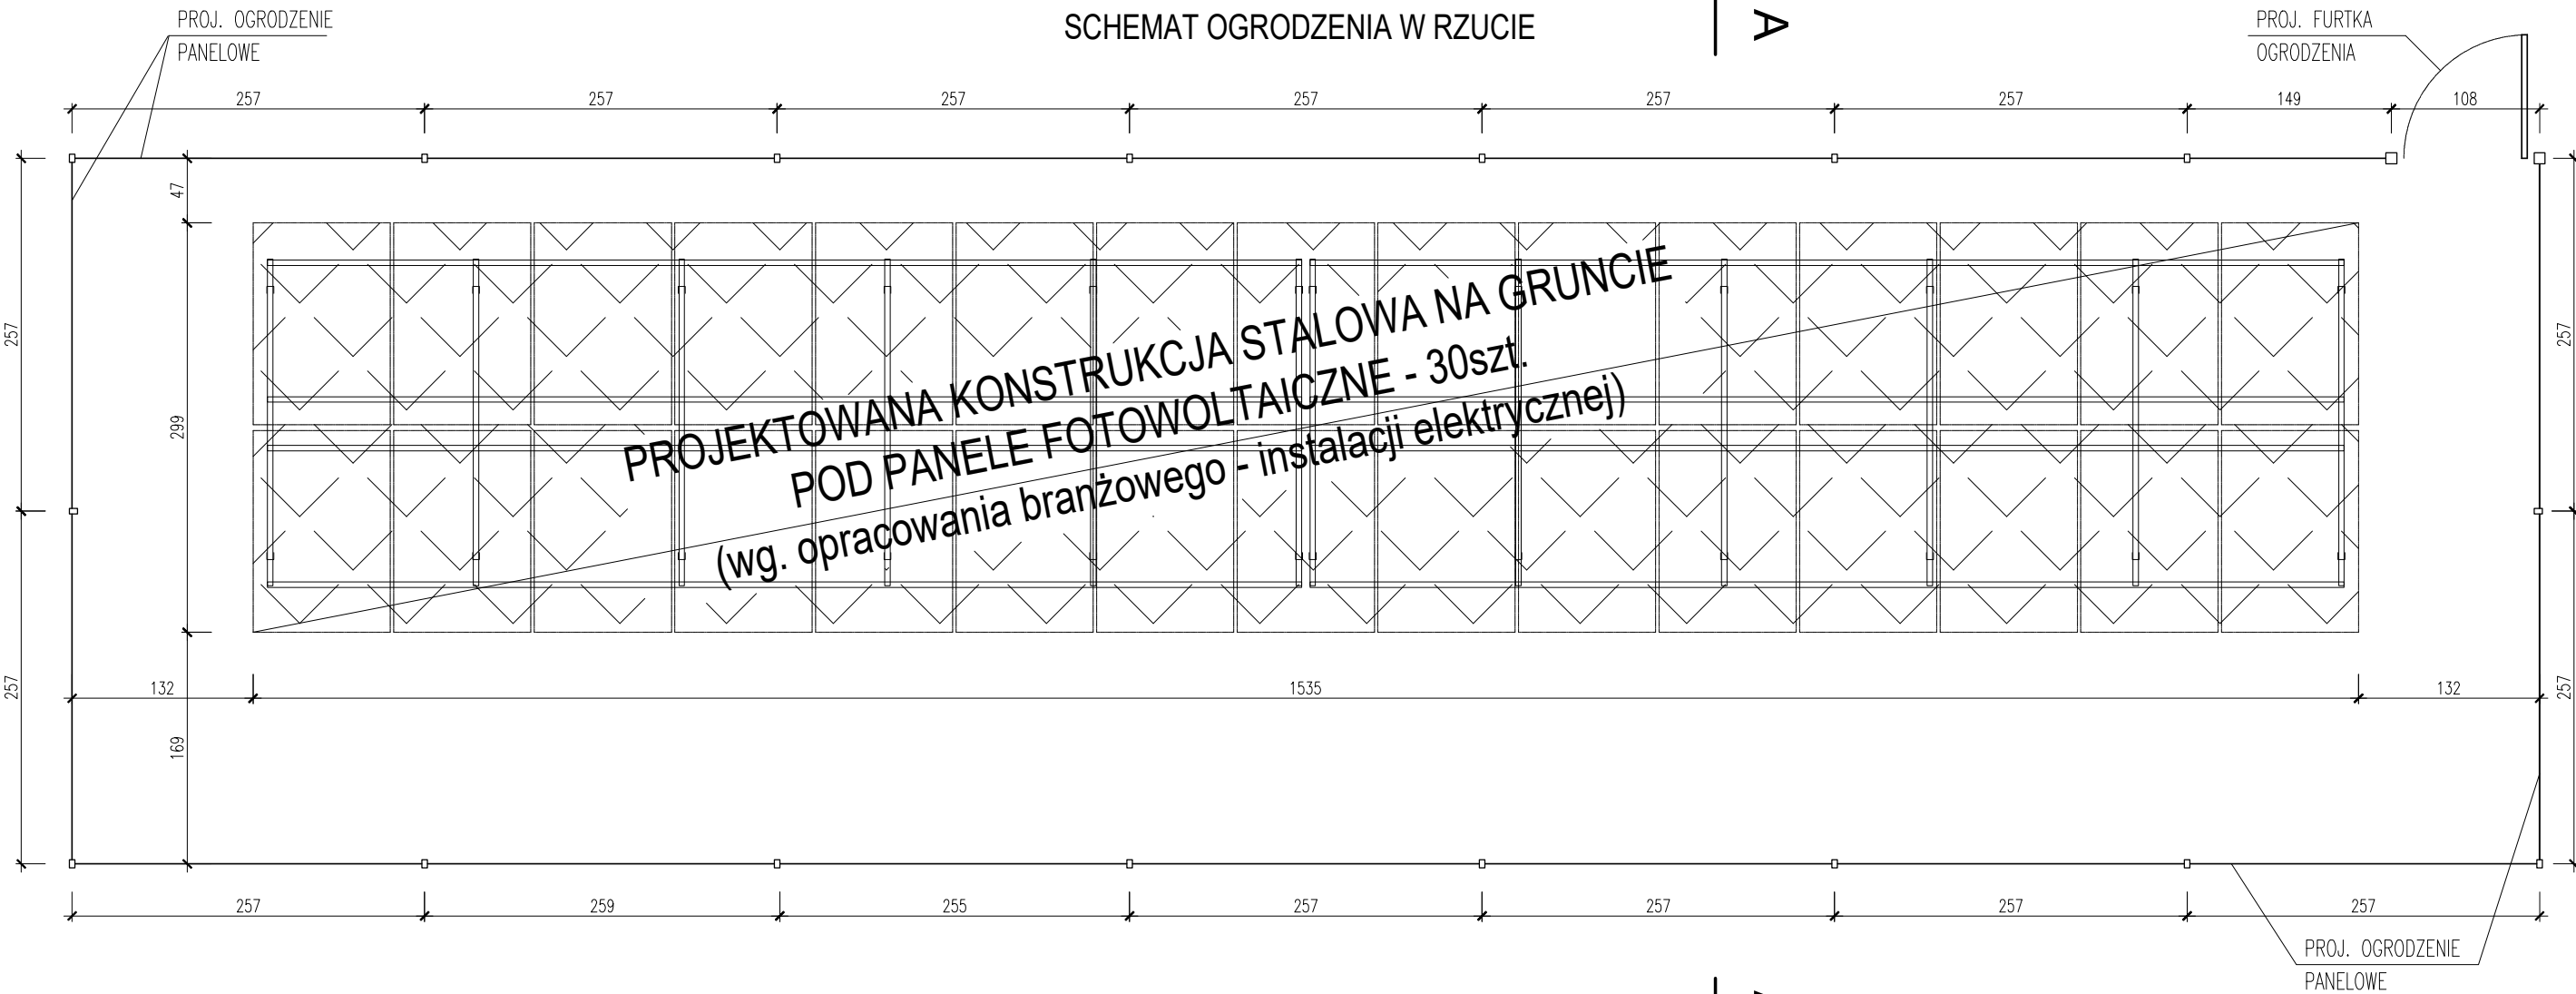 PROJ. OGRODZENIE
PANELOWE
SCHEMAT OGRODZENIA W RZUCIE
A
PROJ. FURTKA
OGRODZENIA
257 257 257 257 257 257 149 108
47
299
169
257
257
257
257
PROJEKTOWANA KONSTRUKCJA STALOWA NA GRUNCIE
POD PANELE FOTOWOLTAICZNE - 30szt.
(wg. opracowania branżowego - instalacji elektrycznej)
132 1535 132
257 259 255 257 257 257 257
PROJ. OGRODZENIE
PANELOWE